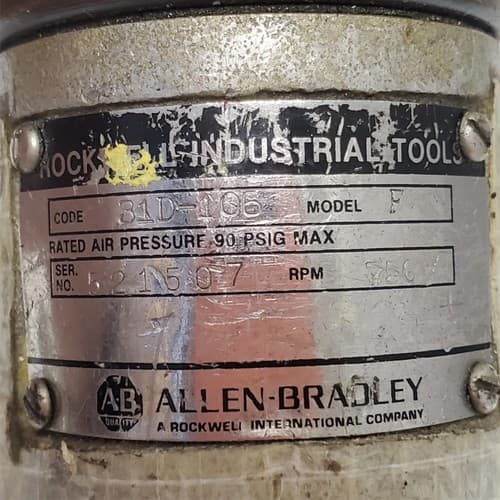 ROCKWELL INDUSTRIAL TOOLS
CODE 31D-106 MODEL F
RATED AIR PRESSURE 90 PSIG MAX
SER. NO. 521507 RPM
AB QUALITY ALLEN-BRADLEY
A ROCKWELL INTERNATIONAL COMPANY